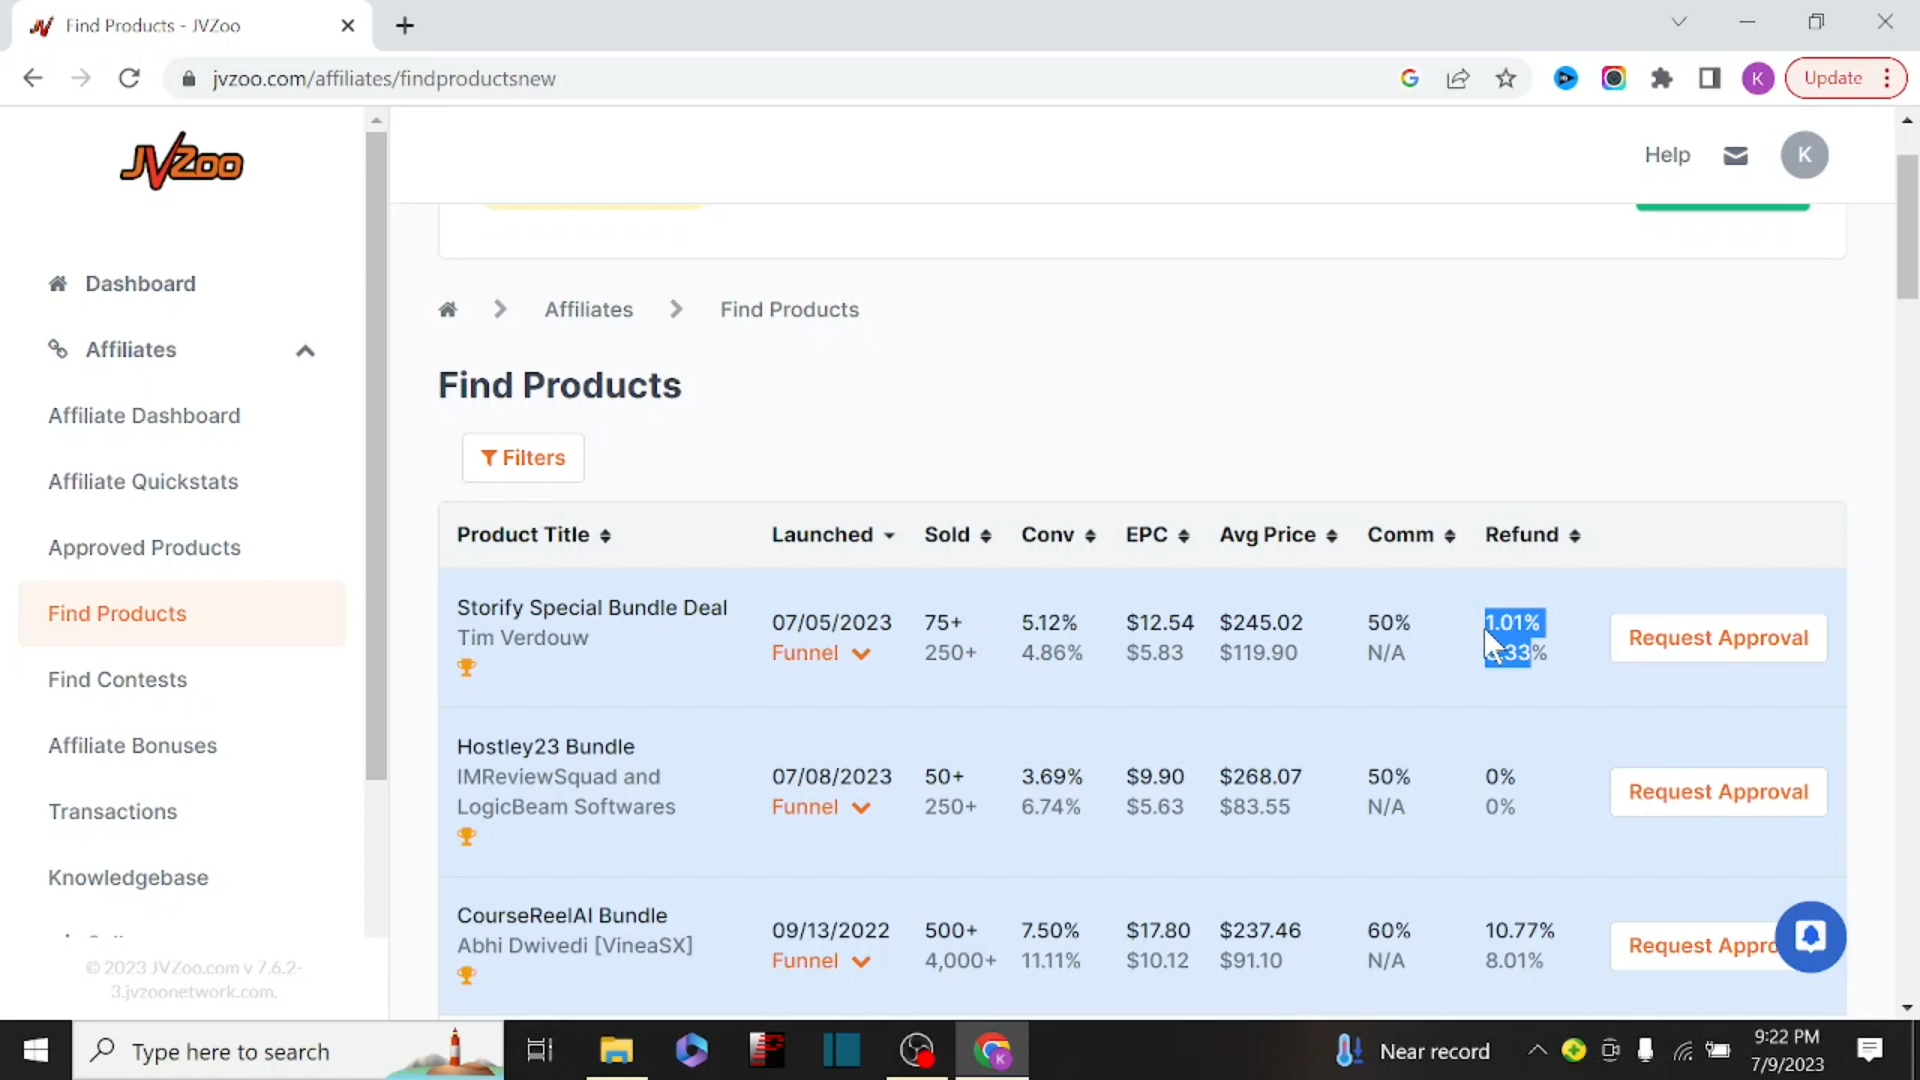 Find Products - JVZoo
jvzoo.com/affiliates/findproductsnew
K
Update
JVZoo
Help
K
Dashboard
Affiliates
Affiliate Dashboard
Affiliate Quickstats
Approved Products
Find Products
Find Contests
Affiliate Bonuses
Transactions
Knowledgebase
© 2023 JVZoo.com v 7.6.2-
3.jvzoonetwork.com.
Affiliates
Find Products
Find Products
Filters
Product Title Launched Sold Conv EPC Avg Price Comm Refund
Storify Special Bundle Deal
Tim Verdouw
07/05/2023 75+ 5.12% $12.54 $245.02 50% 1.01%
Funnel 250+ 4.86% $5.83 $119.90 N/A
Request Approval
Hostley23 Bundle
IMReviewSquad and
LogicBeam Softwares
07/08/2023 50+ 3.69% $9.90 $268.07 50% 0%
Funnel 250+ 6.74% $5.63 $83.55 N/A 0%
Request Approval
CourseReelAI Bundle
Abhi Dwivedi [VineaSX]
09/13/2022 500+ 7.50% $17.80 $237.46 60% 10.77%
Funnel 4,000+ 11.11% $10.12 $91.10 N/A 8.01%
Request Appro
Type here to search
K
Near record
9:22 PM
7/9/2023